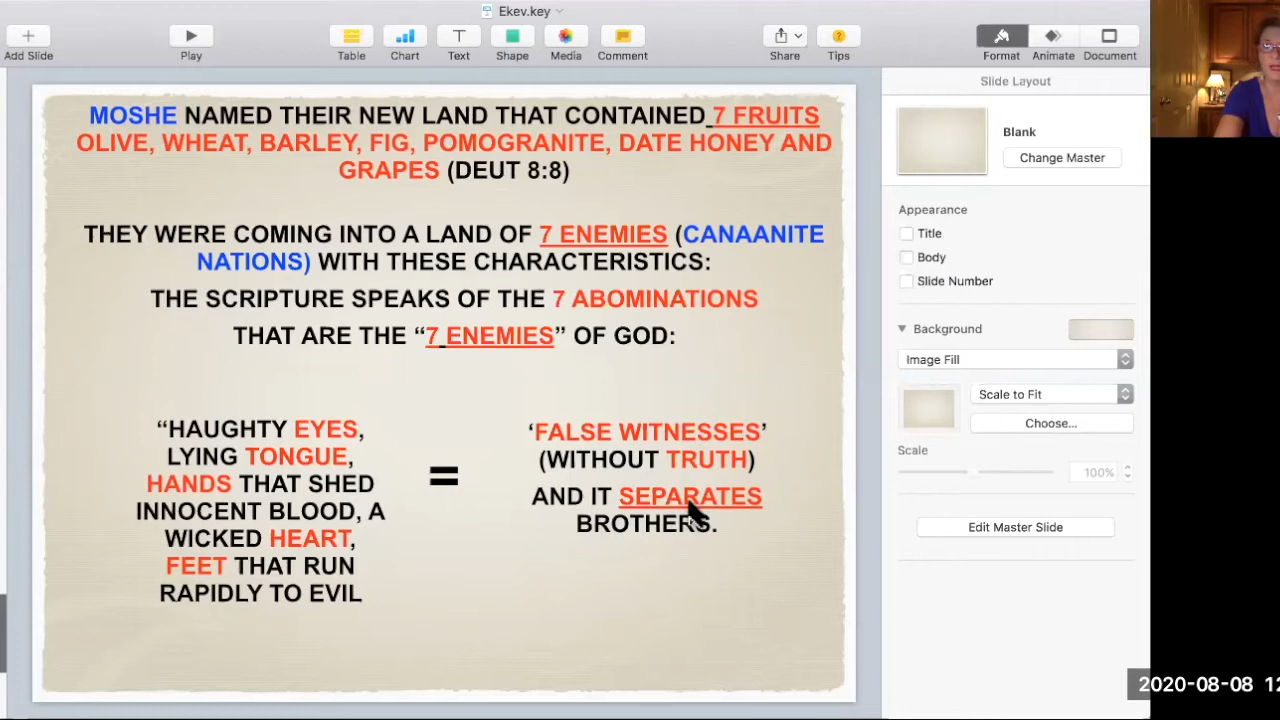 Ekev.key
Add Slide
Play
Table
Chart
Text
Shape
Media
Comment
Share
Tips
Format
Animate
Document
MOSHE NAMED THEIR NEW LAND THAT CONTAINED 7 FRUITS
OLIVE, WHEAT, BARLEY, FIG, POMOGRANITE, DATE HONEY AND
GRAPES (DEUT 8:8)
THEY WERE COMING INTO A LAND OF 7 ENEMIES (CANAANITE
NATIONS) WITH THESE CHARACTERISTICS:
THE SCRIPTURE SPEAKS OF THE 7 ABOMINATIONS
THAT ARE THE “7 ENEMIES” OF GOD:
“HAUGHTY EYES,
LYING TONGUE,
HANDS THAT SHED
INNOCENT BLOOD, A
WICKED HEART,
FEET THAT RUN
RAPIDLY TO EVIL
=
‘FALSE WITNESSES’
(WITHOUT TRUTH)
AND IT SEPARATES
BROTHERS.
Slide Layout
Blank
Change Master
Appearance
Title
Body
Slide Number
Background
Image Fill
Scale to Fit
Choose...
Scale
100%
Edit Master Slide
2020-08-08 12